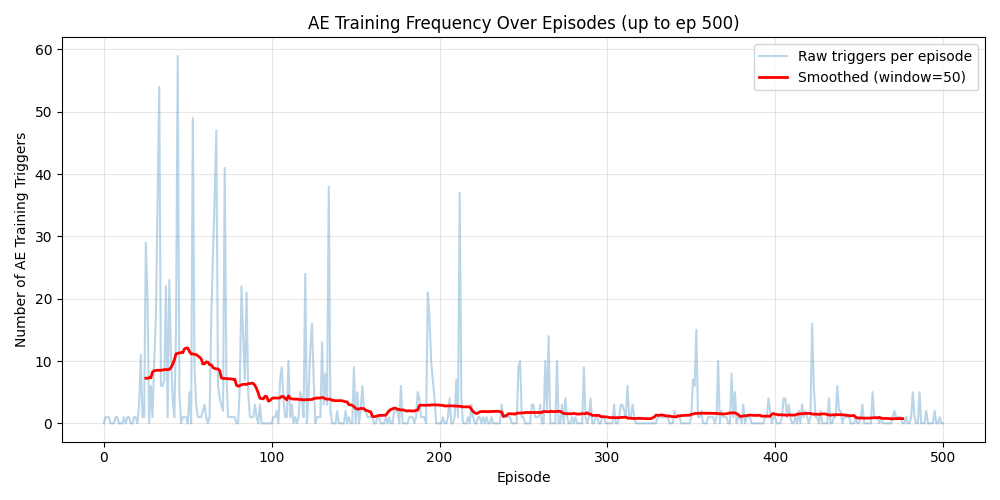 AE Training Frequency Over Episodes (up to ep 500)
Raw triggers per episode
Smoothed (window=50)
Number of AE Training Triggers
60
50
40
30
20
10
0
0 100 200 300 400 500
Episode